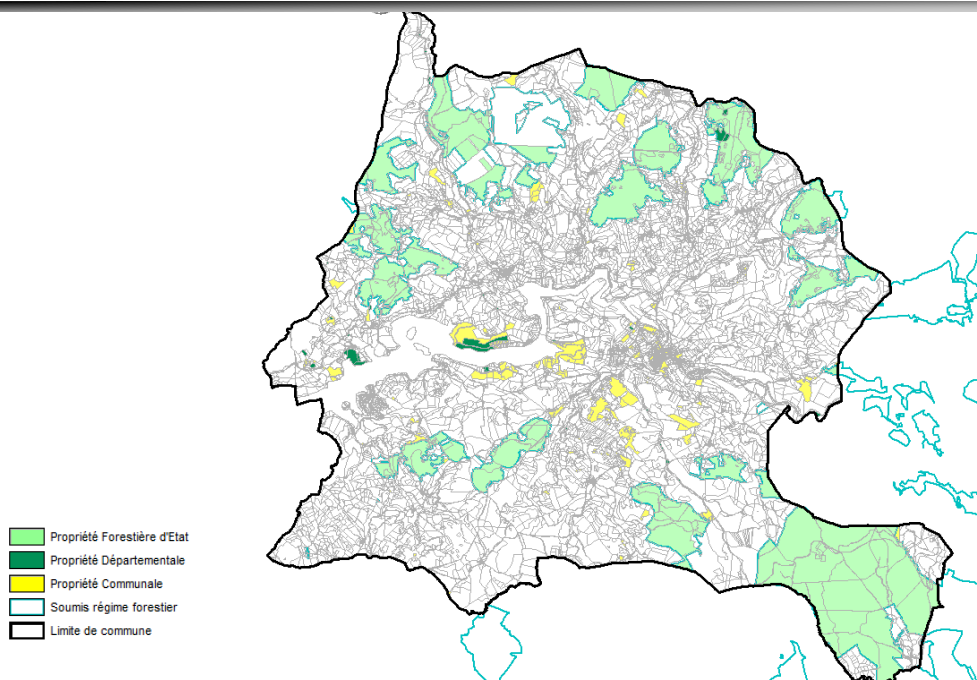 Propriété Forestière d'Etat
Propriété Départementale
Propriété Communale
Soumis régime forestier
Limite de commune